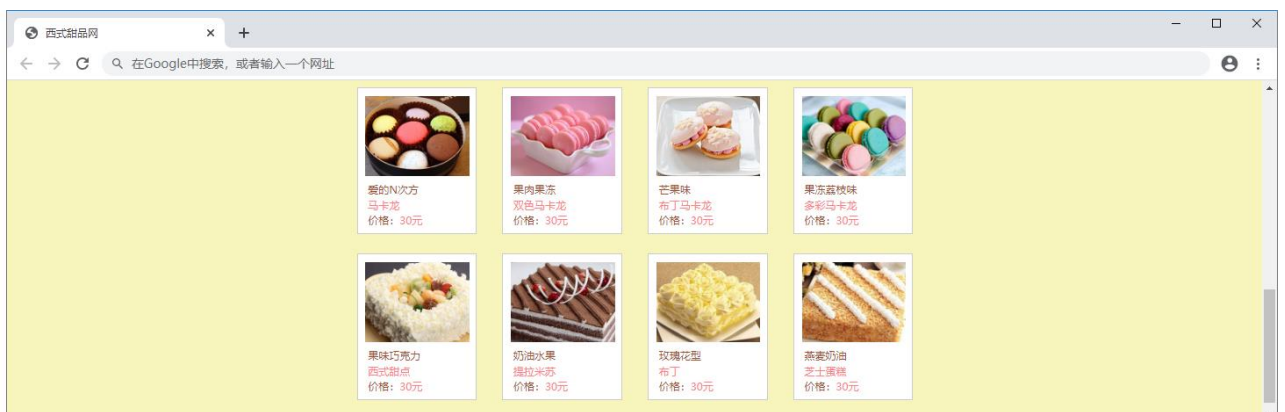 西式甜品网
在Google中搜索，或者输入一个网址
爱的N次方
马卡龙
价格：30元
果肉果冻
双色马卡龙
价格：30元
芒果味
布丁马卡龙
价格：30元
果冻荔枝味
多彩马卡龙
价格：30元
果味巧克力
西式甜点
价格：30元
奶油水果
提拉米苏
价格：30元
玫瑰花型
布丁
价格：30元
燕麦奶油
芝士蛋糕
价格：30元